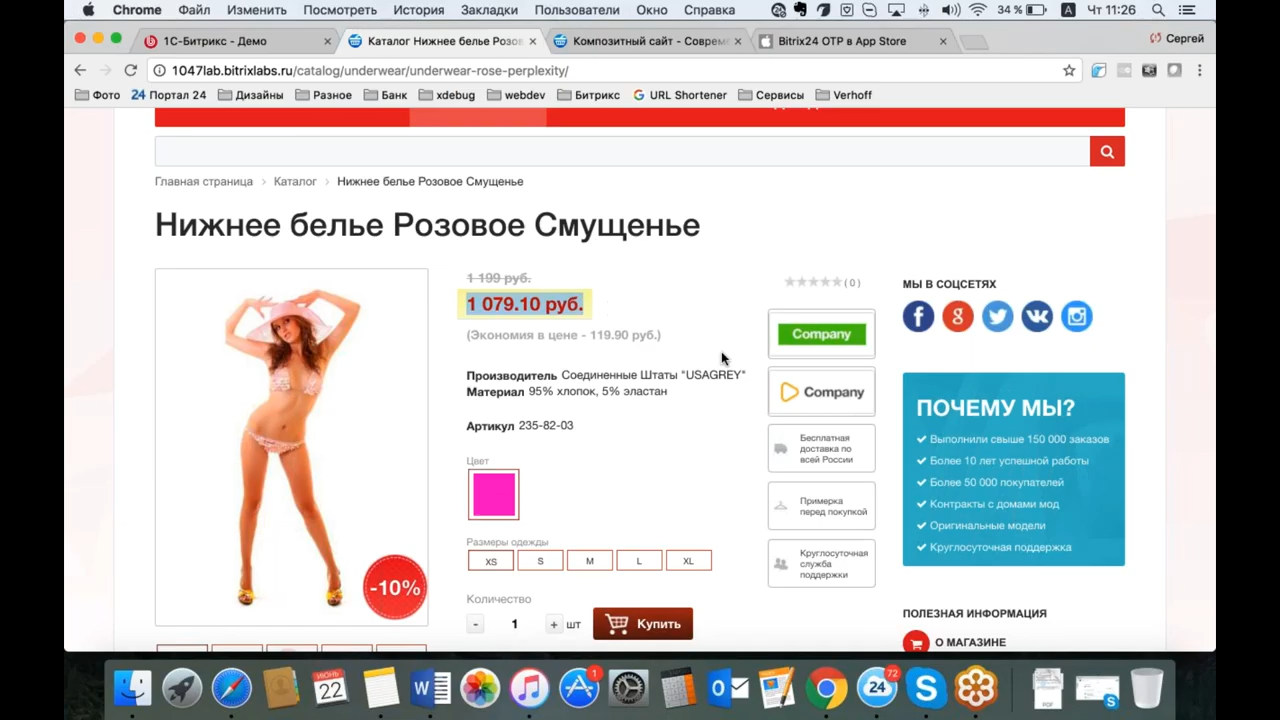 Chrome Файл Изменить Просмотреть История Закладки Пользователи Окно Справка 34 % A Чт 11:26
1С-Битрикс - Демо × Каталог Нижнее белье Розов × Композитный сайт - Соврем × Bitrix24 OTP в App Store × Сергей
1047lab.bitrixlabs.ru/catalog/underwear/underwear-rose-perplexity/
Фото 24 Портал 24 Дизайны Разное Банк xdebug webdev Битрикс URL Shortener Сервисы Verhoff
Главная страница › Каталог › Нижнее белье Розовое Смущенье
Нижнее белье Розовое Смущенье
1 199 руб.
1 079.10 руб.
(Экономия в цене - 119.90 руб.)
Производитель Соединенные Штаты "USAGREY"
Материал 95% хлопок, 5% эластан
Артикул 235-82-03
Цвет
Размеры одежды
XS S M L XL
Количество
- 1 + шт Купить
-10%
(0)
Company
Company
Бесплатная
доставка по
всей России
Примерка
перед покупкой
Круглосуточная
служба
поддержки
МЫ В СОЦСЕТЯХ
ПОЧЕМУ МЫ?
Выполнили свыше 150 000 заказов
Более 10 лет успешной работы
Более 50 000 покупателей
Контракты с домами мод
Оригинальные модели
Круглосуточная поддержка
ПОЛЕЗНАЯ ИНФОРМАЦИЯ
О МАГАЗИНЕ
ИЮНЬ
22
1
24
72
PDF